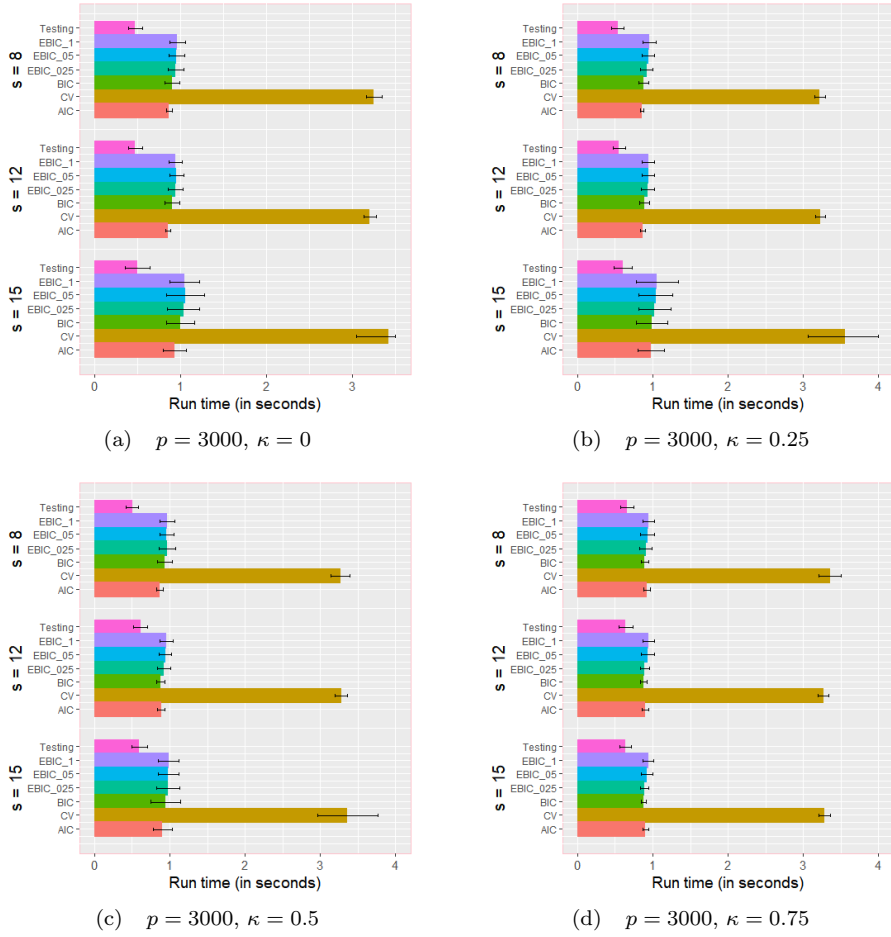 s = 8
Testing
EBIC_1
EBIC_05
EBIC_025
BIC
CV
AIC
s = 12
Testing
EBIC_1
EBIC_05
EBIC_025
BIC
CV
AIC
s = 15
Testing
EBIC_1
EBIC_05
EBIC_025
BIC
CV
AIC
0 1 2 3
Run time (in seconds)
(a) p = 3000, κ = 0
s = 8
Testing
EBIC_1
EBIC_05
EBIC_025
BIC
CV
AIC
s = 12
Testing
EBIC_1
EBIC_05
EBIC_025
BIC
CV
AIC
s = 15
Testing
EBIC_1
EBIC_05
EBIC_025
BIC
CV
AIC
0 1 2 3 4
Run time (in seconds)
(b) p = 3000, κ = 0.25
s = 8
Testing
EBIC_1
EBIC_05
EBIC_025
BIC
CV
AIC
s = 12
Testing
EBIC_1
EBIC_05
EBIC_025
BIC
CV
AIC
s = 15
Testing
EBIC_1
EBIC_05
EBIC_025
BIC
CV
AIC
0 1 2 3 4
Run time (in seconds)
(c) p = 3000, κ = 0.5
s = 8
Testing
EBIC_1
EBIC_05
EBIC_025
BIC
CV
AIC
s = 12
Testing
EBIC_1
EBIC_05
EBIC_025
BIC
CV
AIC
s = 15
Testing
EBIC_1
EBIC_05
EBIC_025
BIC
CV
AIC
0 1 2 3 4
Run time (in seconds)
(d) p = 3000, κ = 0.75